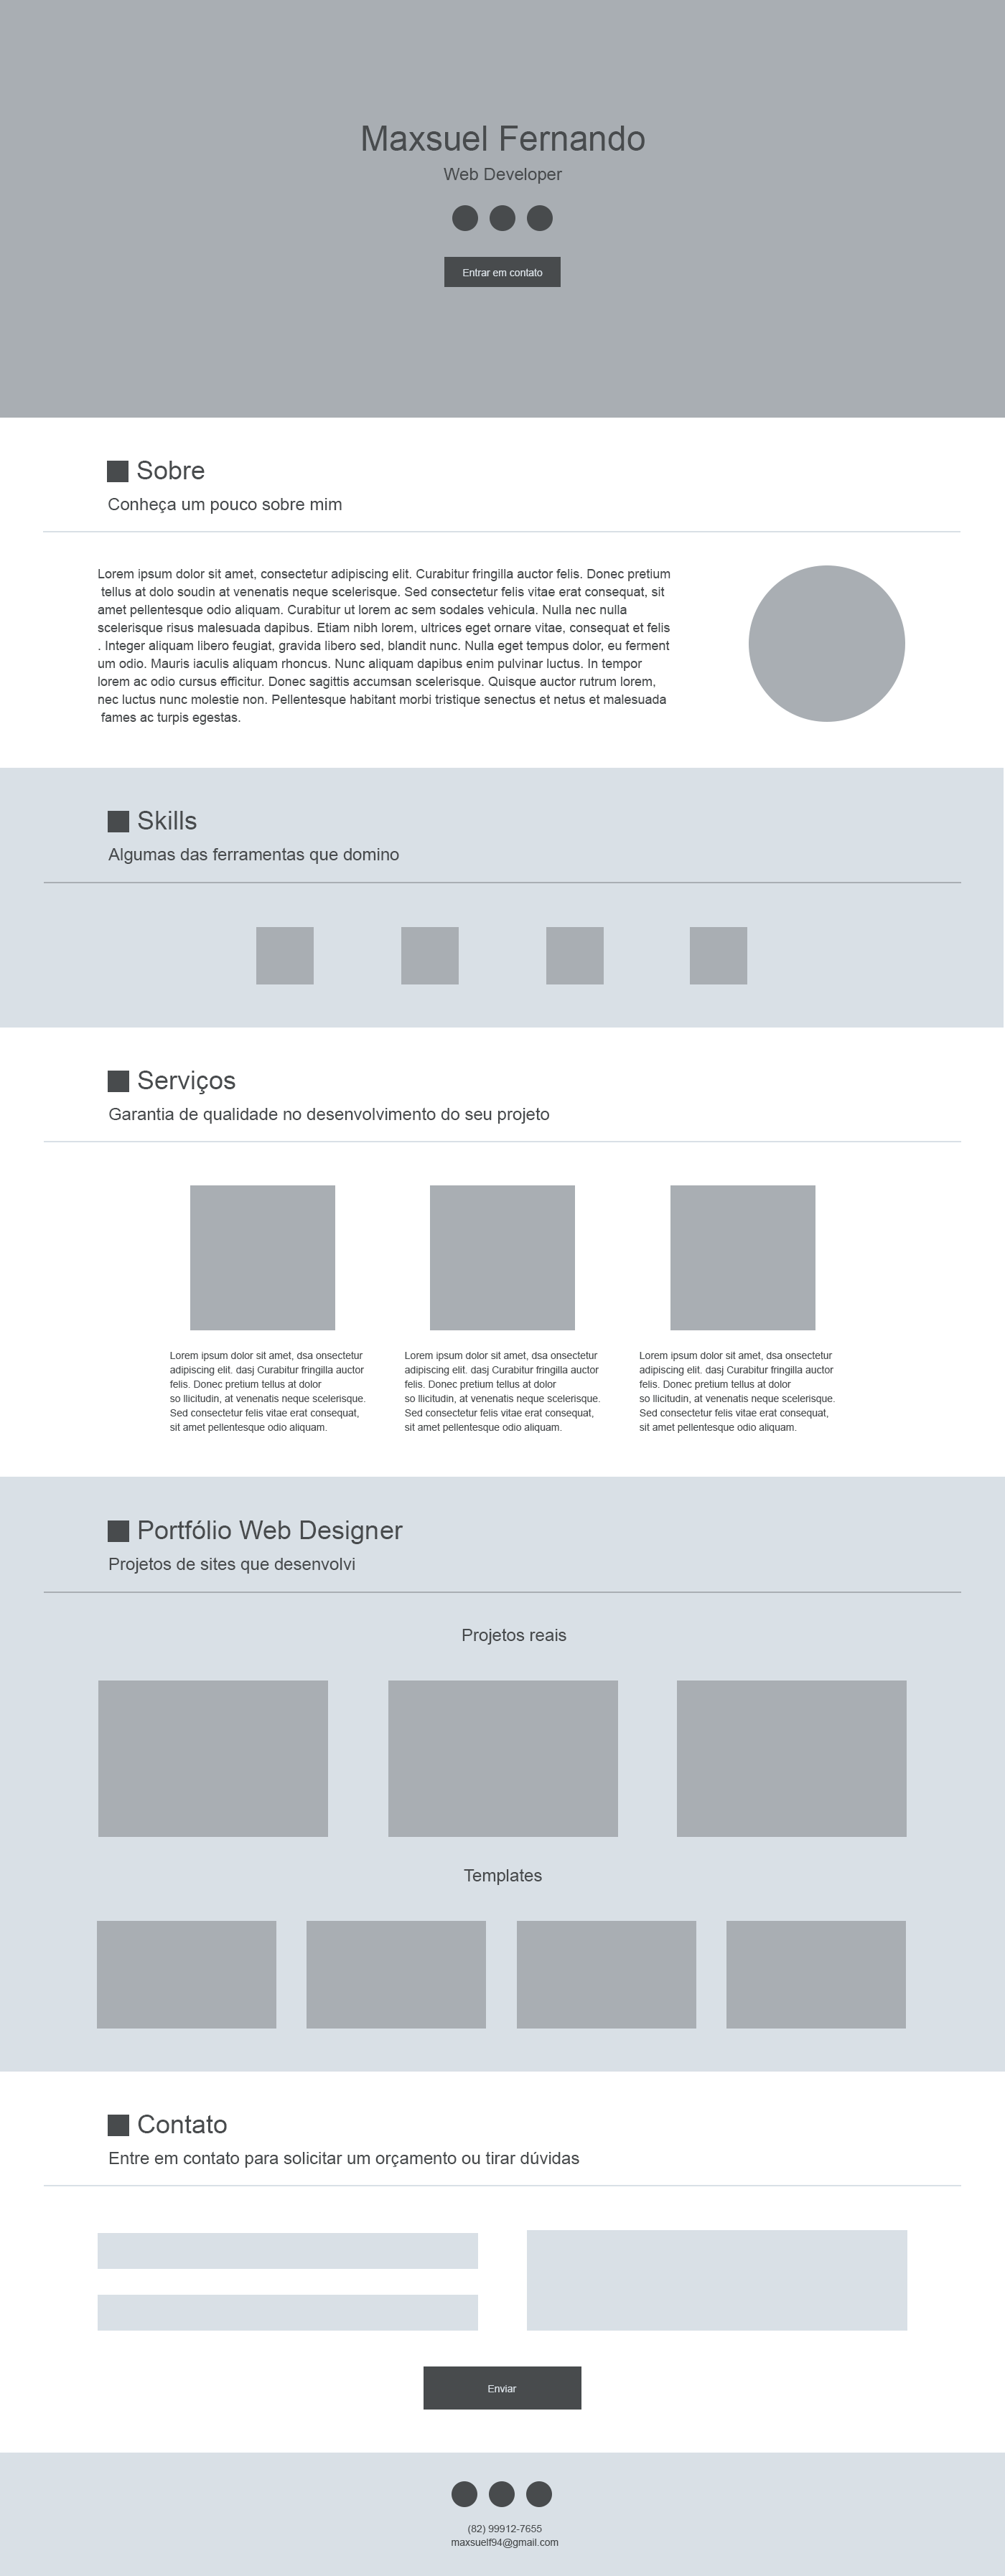 Maxsuel Fernando
Web Developer
Entrar em contato
Sobre
Conheça um pouco sobre mim
Lorem ipsum dolor sit amet, consectetur adipiscing elit. Curabitur fringilla auctor felis. Donec pretium
tellus at dolo soudin at venenatis neque scelerisque. Sed consectetur felis vitae erat consequat, sit
amet pellentesque odio aliquam. Curabitur ut lorem ac sem sodales vehicula. Nulla nec nulla
scelerisque risus malesuada dapibus. Etiam nibh lorem, ultrices eget ornare vitae, consequat et felis
. Integer aliquam libero feugiat, gravida libero sed, blandit nunc. Nulla eget tempus dolor, eu ferment
um odio. Mauris iaculis aliquam rhoncus. Nunc aliquam dapibus enim pulvinar luctus. In tempor
lorem ac odio cursus efficitur. Donec sagittis accumsan scelerisque. Quisque auctor rutrum lorem,
nec luctus nunc molestie non. Pellentesque habitant morbi tristique senectus et netus et malesuada
fames ac turpis egestas.
Skills
Algumas das ferramentas que domino
Serviços
Garantia de qualidade no desenvolvimento do seu projeto
Lorem ipsum dolor sit amet, dsa onsectetur
adipiscing elit. dasj Curabitur fringilla auctor
felis. Donec pretium tellus at dolor
so llicitudin, at venenatis neque scelerisque.
Sed consectetur felis vitae erat consequat,
sit amet pellentesque odio aliquam.
Lorem ipsum dolor sit amet, dsa onsectetur
adipiscing elit. dasj Curabitur fringilla auctor
felis. Donec pretium tellus at dolor
so llicitudin, at venenatis neque scelerisque.
Sed consectetur felis vitae erat consequat,
sit amet pellentesque odio aliquam.
Lorem ipsum dolor sit amet, dsa onsectetur
adipiscing elit. dasj Curabitur fringilla auctor
felis. Donec pretium tellus at dolor
so llicitudin, at venenatis neque scelerisque.
Sed consectetur felis vitae erat consequat,
sit amet pellentesque odio aliquam.
Portfólio Web Designer
Projetos de sites que desenvolvi
Projetos reais
Templates
Contato
Entre em contato para solicitar um orçamento ou tirar dúvidas
Enviar
(82) 99912-7655
maxsuelf94@gmail.com